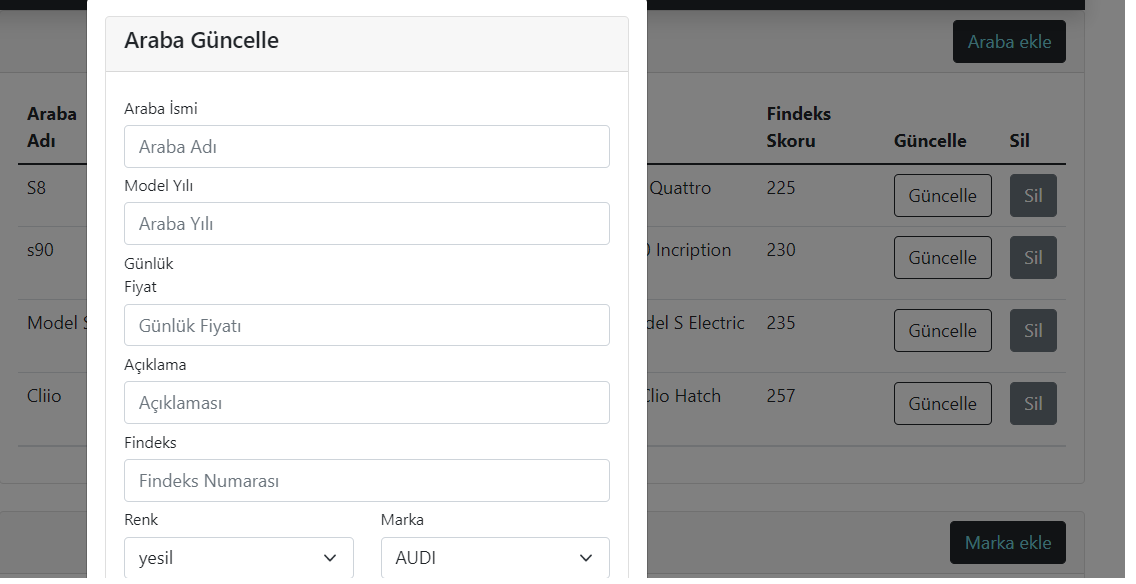 Araba Güncelle
Araba ekle
Araba İsmi
Araba Adı
Model Yılı
Araba Yılı
Günlük
Fiyat
Günlük Fiyatı
Açıklama
Açıklaması
Findeks
Findeks Numarası
Renk
Marka
yesil
AUDI
Araba
Adı
Findeks
Skoru
Güncelle
Sil
S8
Quattro
225
Güncelle
Sil
s90
Incription
230
Güncelle
Sil
Model
S Electric
235
Güncelle
Sil
Cliio
Hatch
257
Güncelle
Sil
Marka ekle